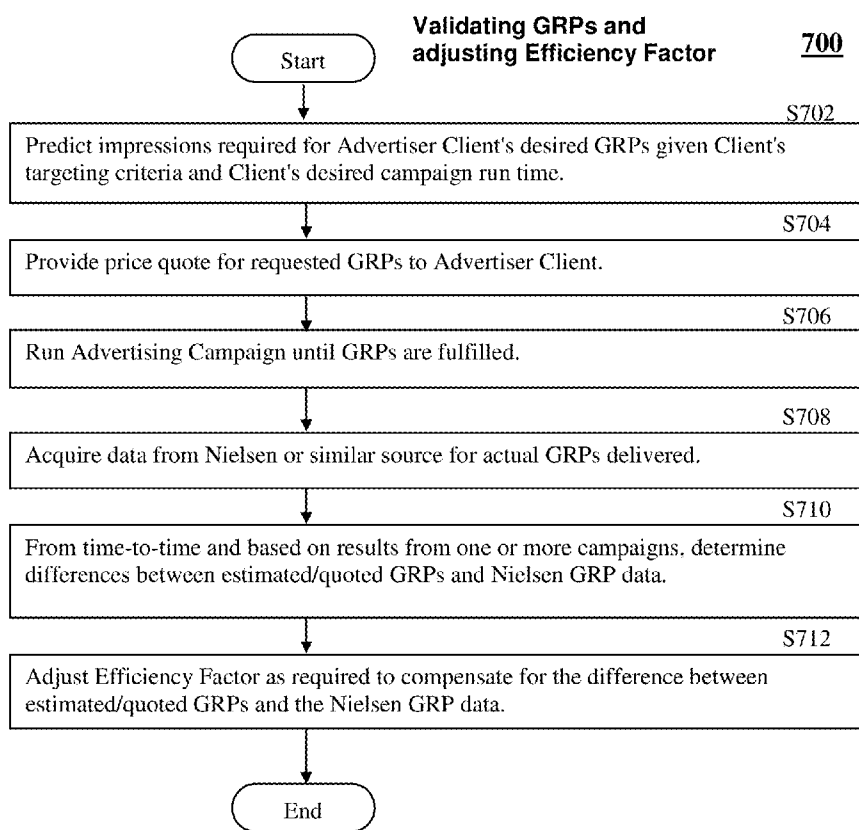 Validating GRPs and
adjusting Efficiency Factor
700
Start
S702
Predict impressions required for Advertiser Client's desired GRPs given Client's
targeting criteria and Client's desired campaign run time.
S704
Provide price quote for requested GRPs to Advertiser Client.
S706
Run Advertising Campaign until GRPs are fulfilled.
S708
Acquire data from Nielsen or similar source for actual GRPs delivered.
S710
From time-to-time and based on results from one or more campaigns, determine
differences between estimated/quoted GRPs and Nielsen GRP data.
S712
Adjust Efficiency Factor as required to compensate for the difference between
estimated/quoted GRPs and the Nielsen GRP data.
End